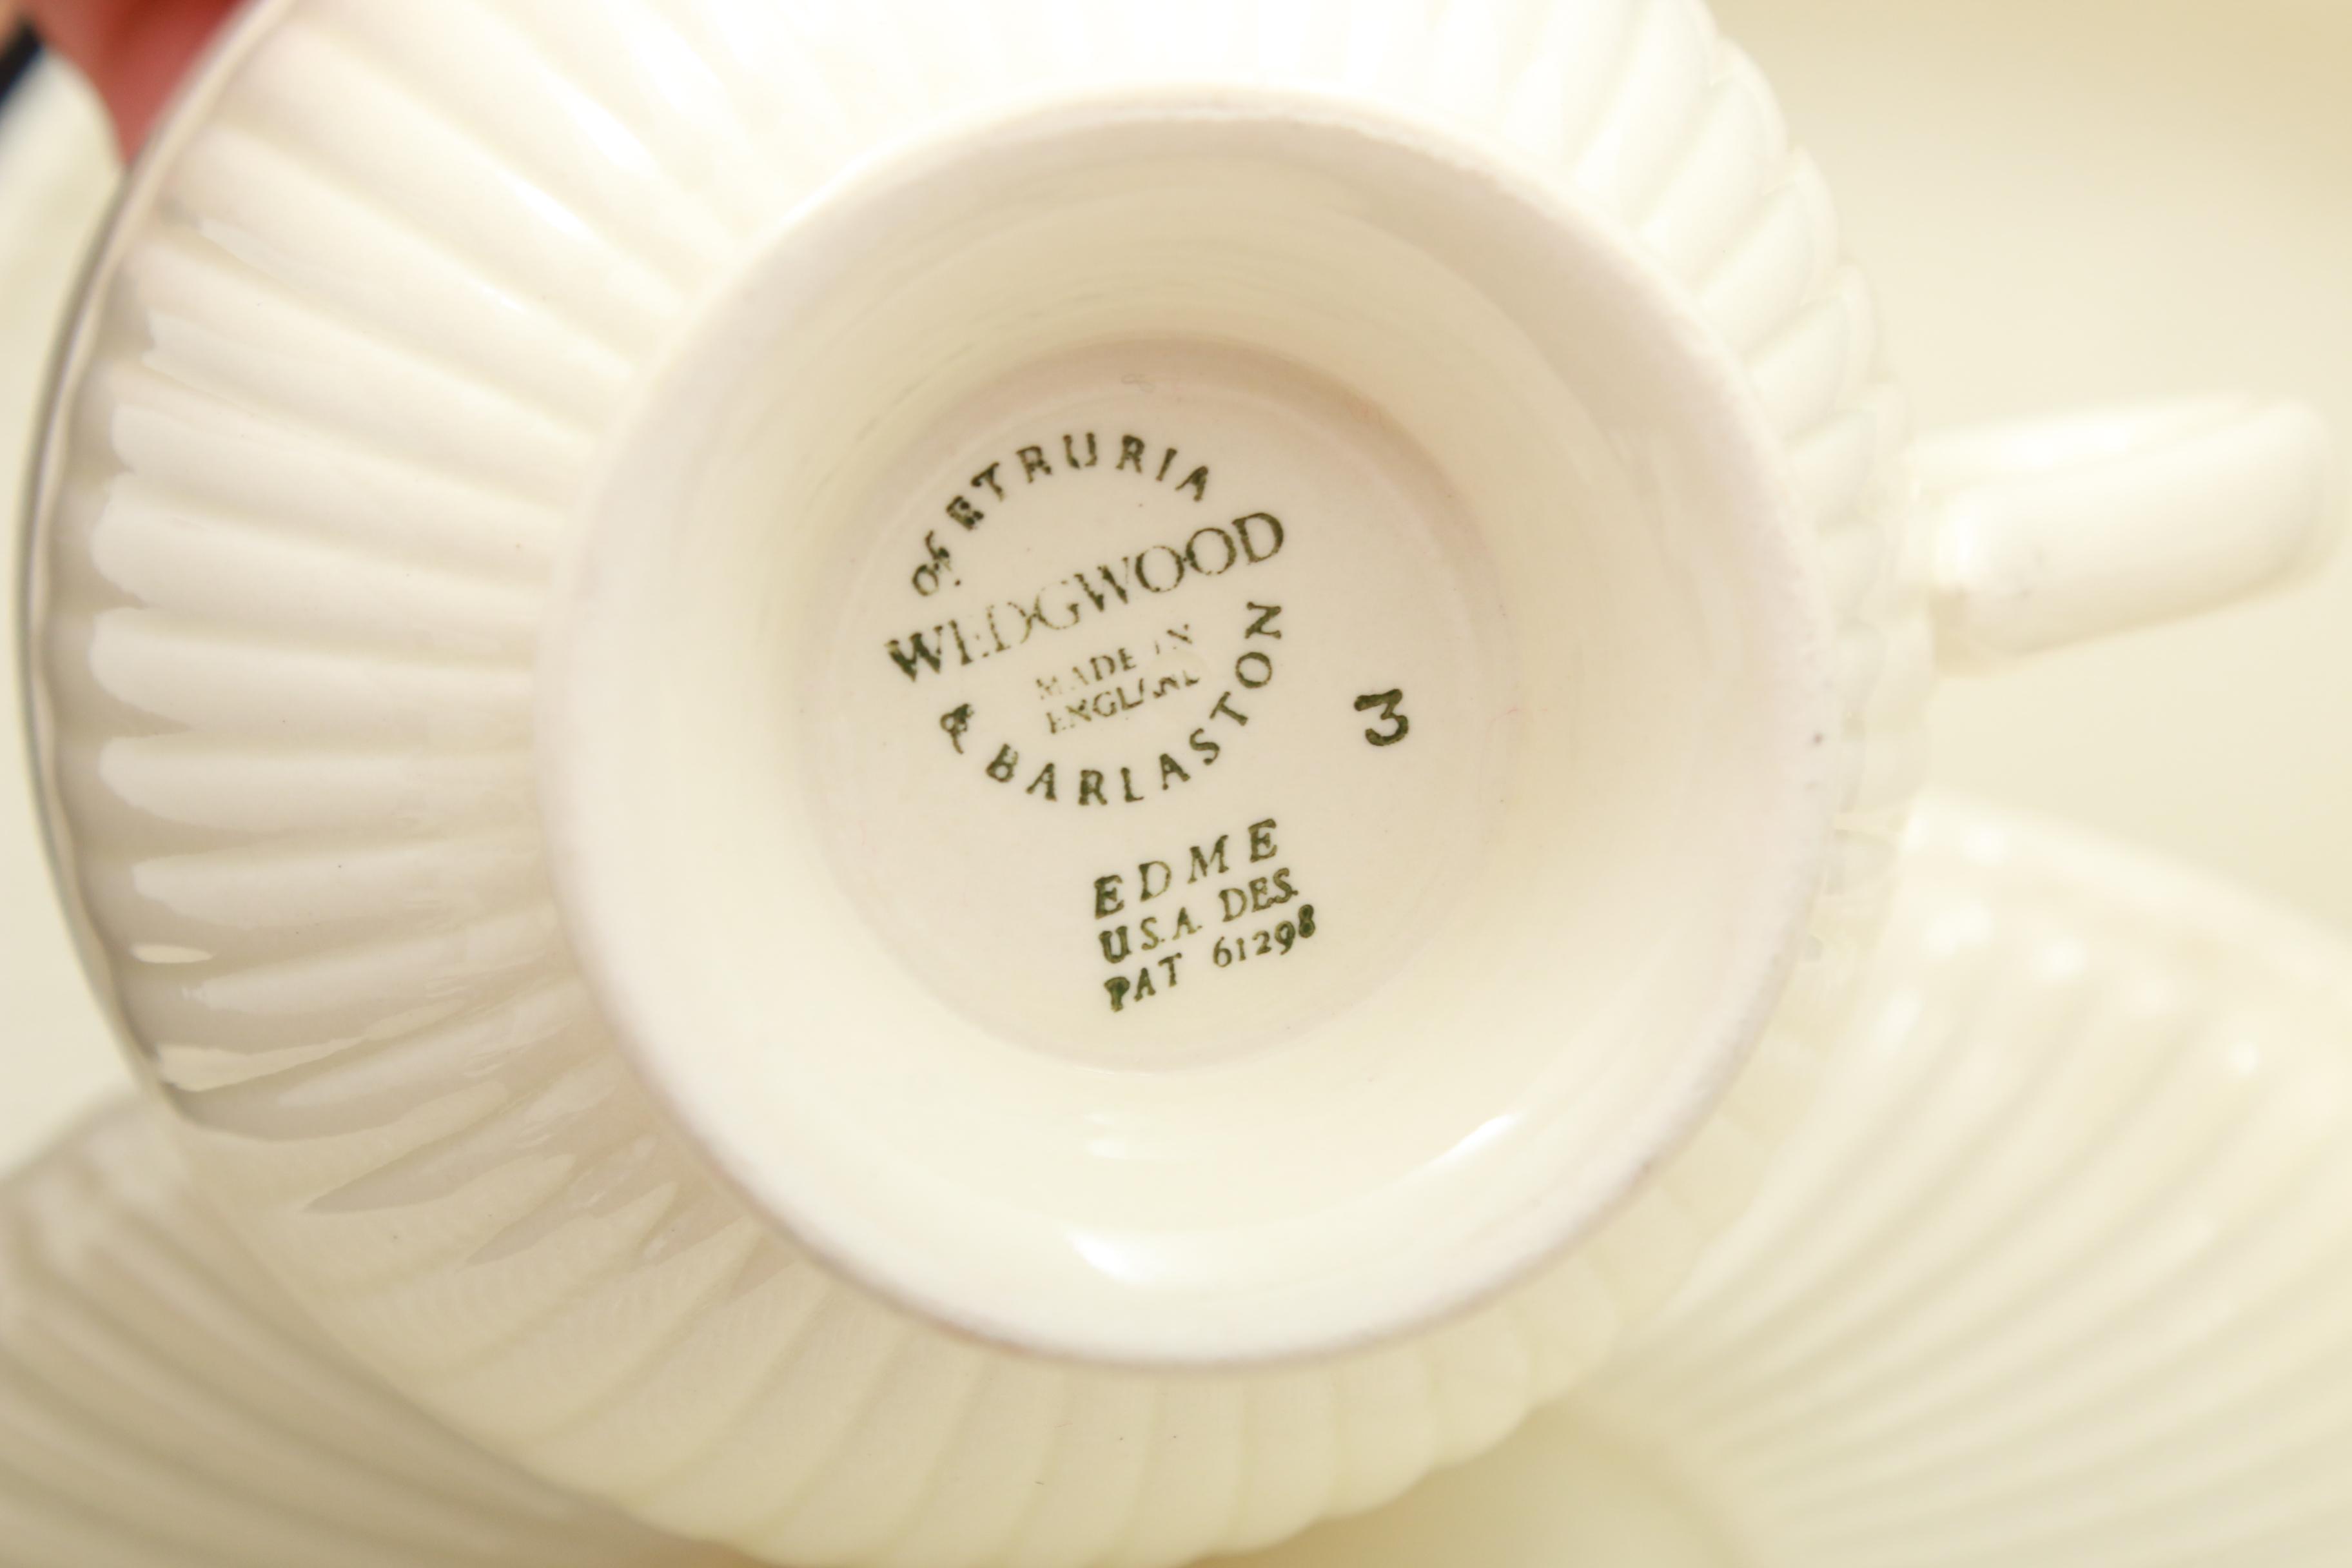 Of ETRURIA
WEDGWOOD
MADE IN
ENGLAND
& BARLASTON
3
EDME
U.S.A. DES.
PAT 61298